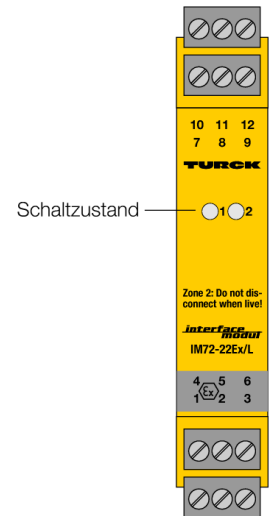 10 11 12
7 8 9
TURCK
Schaltzustand
1 2
Zone 2: Do not dis-
connect when live!
interface
modul
IM72-22Ex/L
4 5 6
Ex
1 2 3